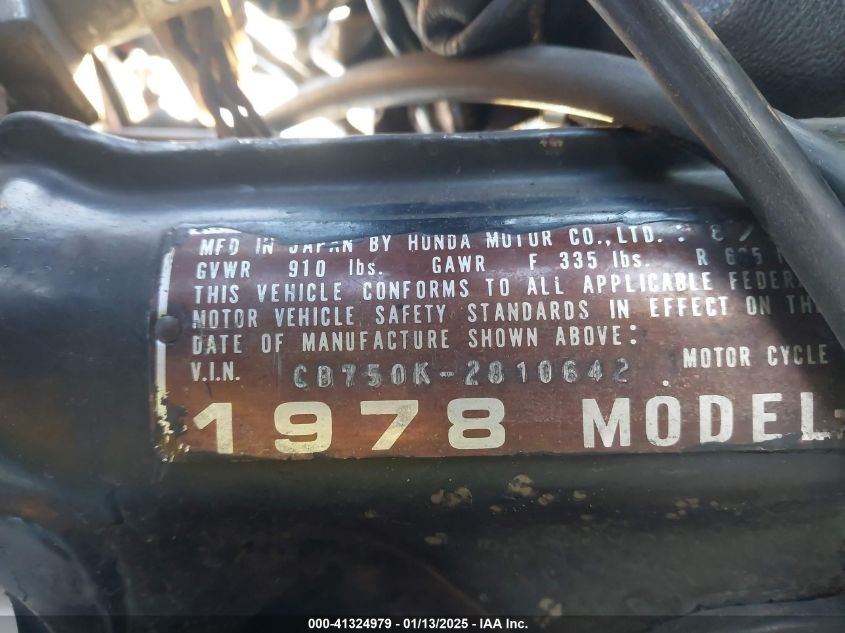 MFD IN JAPAN BY HONDA MOTOR CO., LTD.
GVWR 910 lbs. GAWR F 335 lbs. R
THIS VEHICLE CONFORMS TO ALL APPLICABLE
MOTOR VEHICLE SAFETY STANDARDS IN EFFECT ON
DATE OF MANUFACTURE SHOWN ABOVE:
V.I.N. CB750K-2810642 MOTOR CYCLE
1978 MODEL
000-41324979 - 01/13/2025 - © IAA Inc.